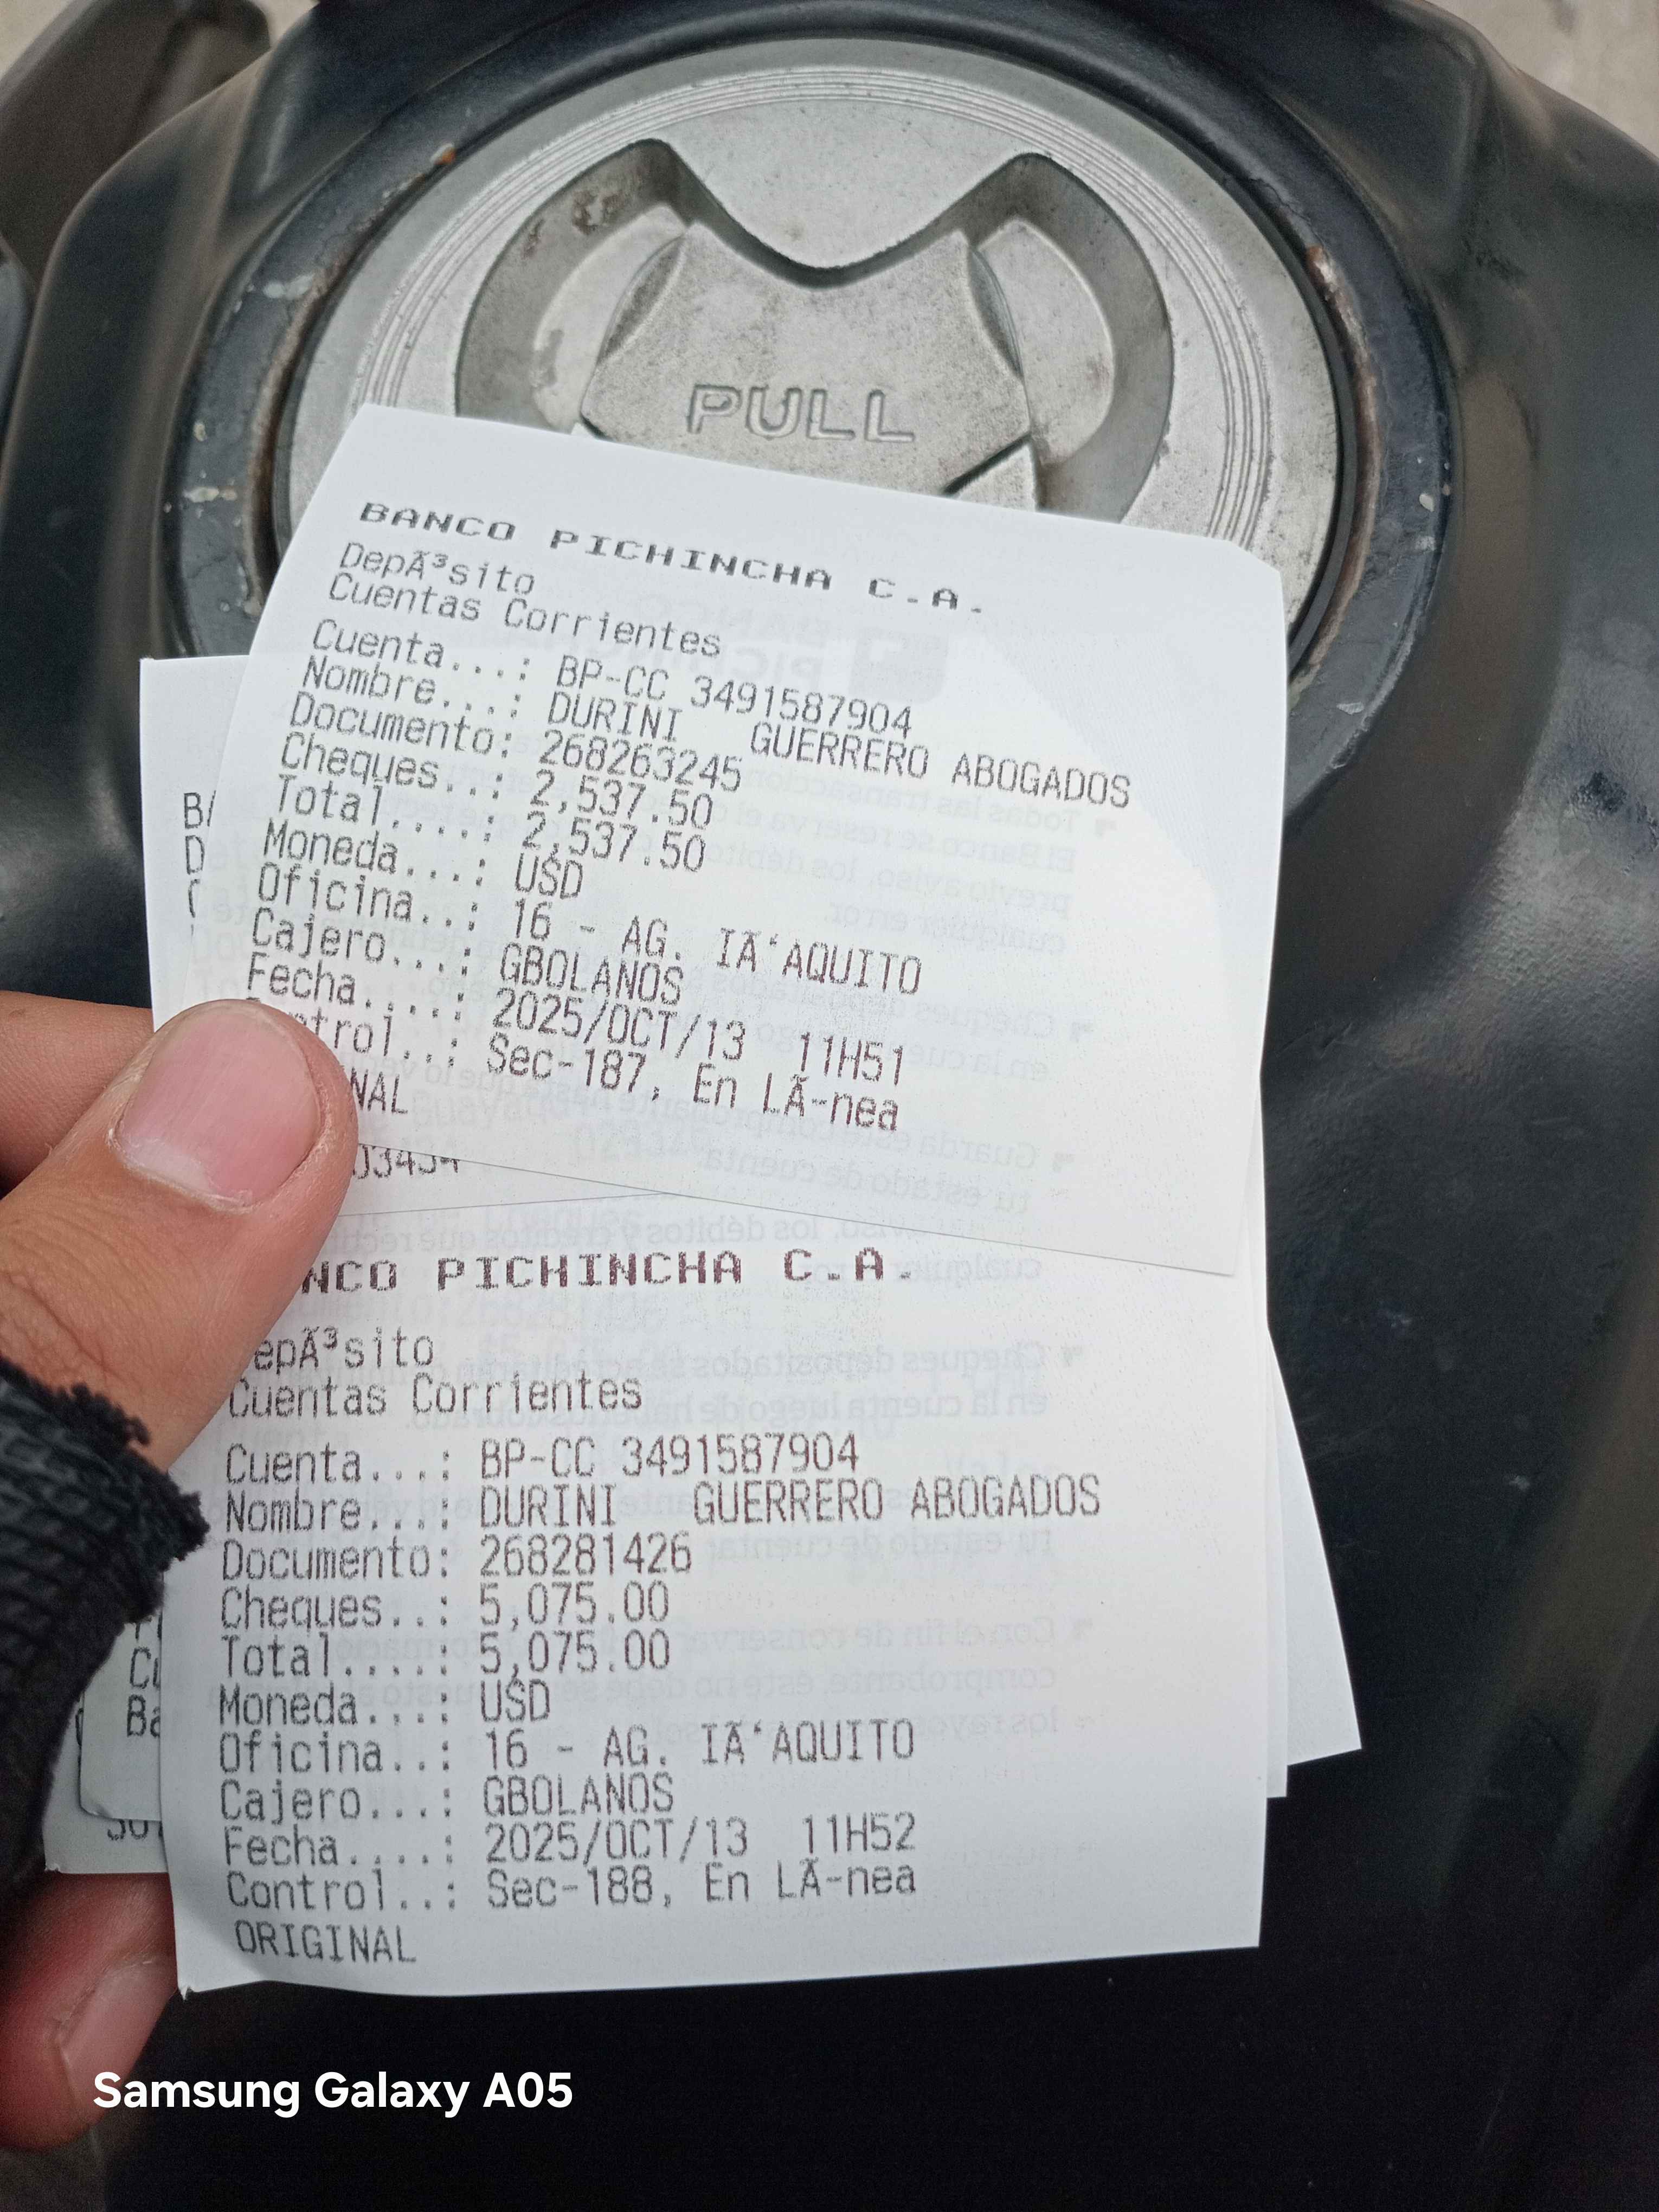 PULL
BANCO PICHINCHA C.A.
DepÃ³sito
Cuentas Corrientes
Cuenta...: BP-CC 3491587904
Nombre...: DURINI GUERRERO ABOGADOS
Documento: 268263245
Cheques..: 2,537.50
Total....: 2,537.50
Moneda...: USD
Oficina..: 16 - AG. IÃ‘AQUITO
Cajero...: GBOLANOS
Fecha....: 2025/OCT/13 11H51
ntrol..: Sec-187, En LÃ-nea
NAL
NCO PICHINCHA C.A.
epÃ³sito
Cuentas Corrientes
Cuenta...: BP-CC 3491587904
Nombre...: DURINI GUERRERO ABOGADOS
Documento: 268281426
Cheques..: 5,075.00
Total....: 5,075.00
Moneda...: USD
Oficina..: 16 - AG. IÃ‘AQUITO
Cajero...: GBOLANOS
Fecha....: 2025/OCT/13 11H52
Control..: Sec-188, En LÃ-nea
ORIGINAL
Samsung Galaxy A05